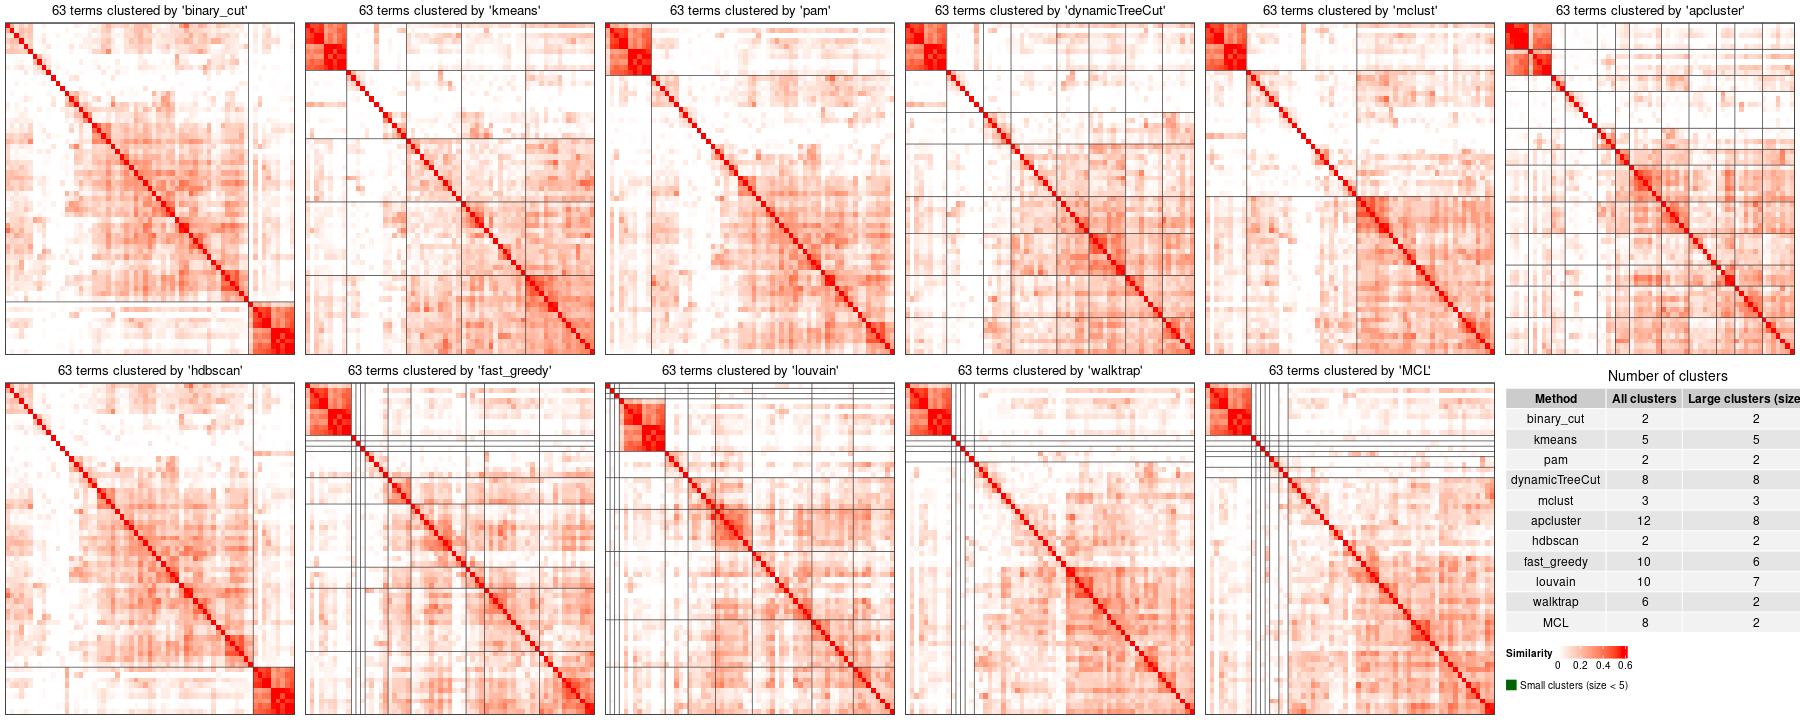 63 terms clustered by 'binary_cut'
63 terms clustered by 'kmeans'
63 terms clustered by 'pam'
63 terms clustered by 'dynamicTreeCut'
63 terms clustered by 'mclust'
63 terms clustered by 'apcluster'
63 terms clustered by 'hdbscan'
63 terms clustered by 'fast_greedy'
63 terms clustered by 'louvain'
63 terms clustered by 'walktrap'
63 terms clustered by 'MCL'
Number of clusters
Method All clusters Large clusters (size
binary_cut 2 2
kmeans 5 5
pam 2 2
dynamicTreeCut 8 8
mclust 3 3
apcluster 12 8
hdbscan 2 2
fast_greedy 10 6
louvain 10 7
walktrap 6 2
MCL 8 2
Similarity
0 0.2 0.4 0.6
Small clusters (size < 5)